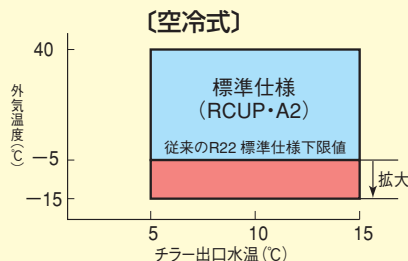 〔空冷式〕
40
外気温度(℃)
標準仕様
(RCUP・A2)
従来のR22 標準仕様下限値
−5
拡大
−15
5
10
15
チラー出口水温(℃)